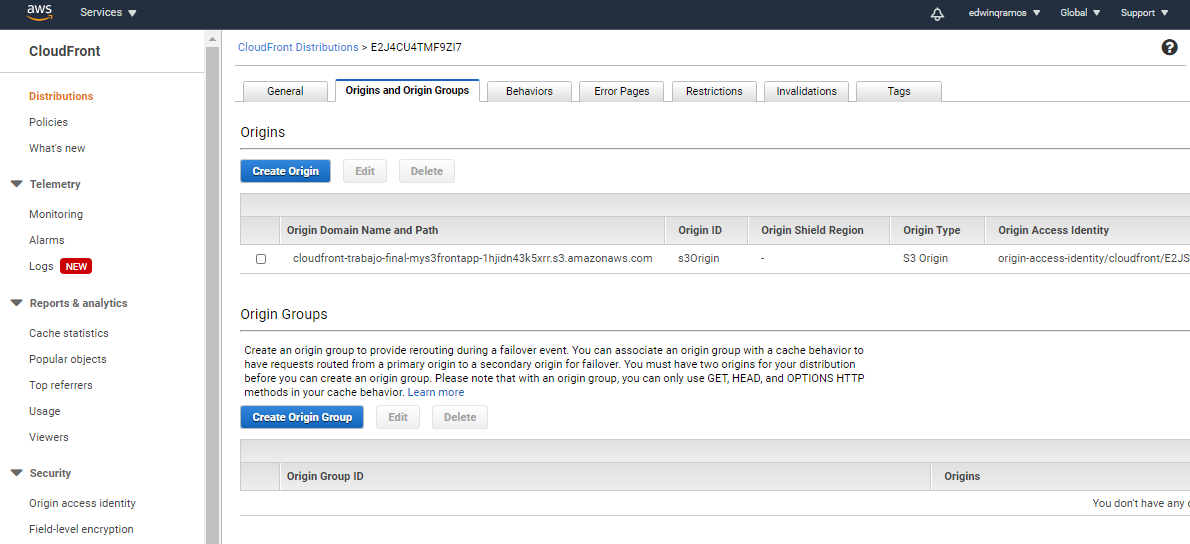 aws Services edwinqramos Global Support
CloudFront
Distributions
Policies
What's new
Telemetry
Monitoring
Alarms
Logs NEW
Reports & analytics
Cache statistics
Popular objects
Top referrers
Usage
Viewers
Security
Origin access identity
Field-level encryption
CloudFront Distributions > E2J4CU4TMF9ZI7
?
General Origins and Origin Groups Behaviors Error Pages Restrictions Invalidations Tags
Origins
Create Origin Edit Delete
Origin Domain Name and Path Origin ID Origin Shield Region Origin Type Origin Access Identity
cloudfront-trabajo-final-mys3frontapp-1hjidn43k5xrr.s3.amazonaws.com s3Origin - S3 Origin origin-access-identity/cloudfront/E2JS
Origin Groups
Create an origin group to provide rerouting during a failover event. You can associate an origin group with a cache behavior to
have requests routed from a primary origin to a secondary origin for failover. You must have two origins for your distribution
before you can create an origin group. Please note that with an origin group, you can only use GET, HEAD, and OPTIONS HTTP
methods in your cache behavior. Learn more
Create Origin Group Edit Delete
Origin Group ID Origins
You don't have any